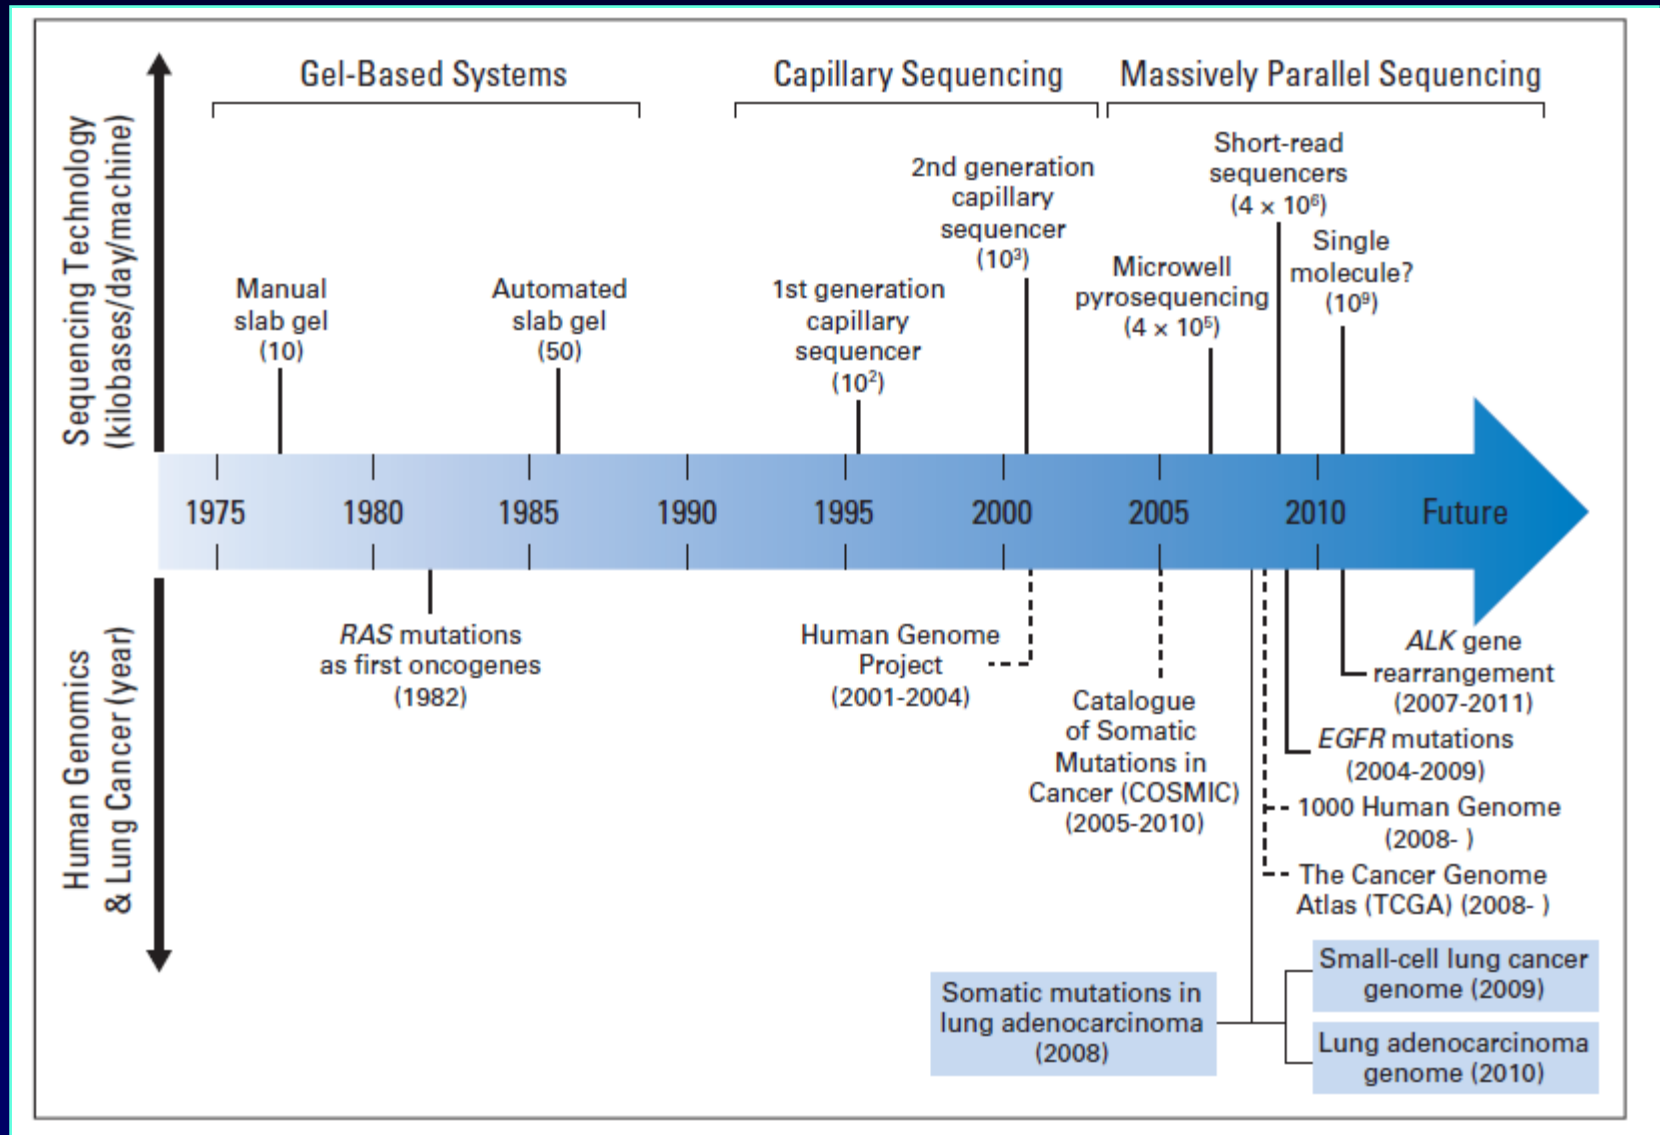 Gel-Based Systems
Capillary Sequencing
Massively Parallel Sequencing
Sequencing Technology
(kilobases/day/machine)
Manual
slab gel
(10)
Automated
slab gel
(50)
1st generation
capillary
sequencer
(10²)
2nd generation
capillary
sequencer
(10³)
Microwell
pyrosequencing
(4 × 10⁵)
Short-read
sequencers
(4 × 10⁶)
Single
molecule?
(10⁹)
1975 1980 1985 1990 1995 2000 2005 2010 Future
Human Genomics
& Lung Cancer (year)
RAS mutations
as first oncogenes
(1982)
Human Genome
Project
(2001-2004)
Catalogue
of Somatic
Mutations in
Cancer (COSMIC)
(2005-2010)
ALK gene
rearrangement
(2007-2011)
EGFR mutations
(2004-2009)
1000 Human Genome
(2008- )
The Cancer Genome
Atlas (TCGA) (2008- )
Somatic mutations in
lung adenocarcinoma
(2008)
Small-cell lung cancer
genome (2009)
Lung adenocarcinoma
genome (2010)